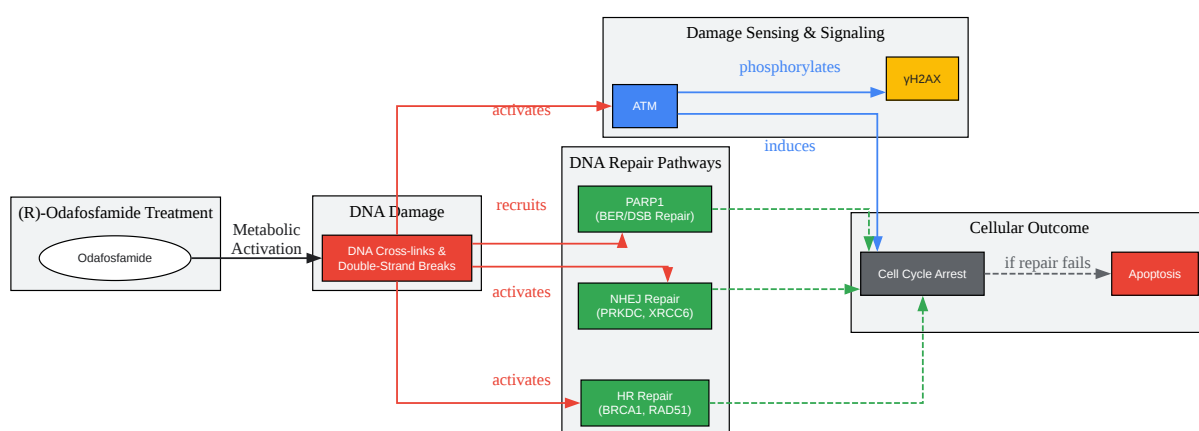 (R)-Odafosfamide Treatment
Odafosfamide
Metabolic
Activation
DNA Damage
DNA Cross-links &
Double-Strand Breaks
activates
recruits
activates
activates
Damage Sensing & Signaling
ATM
phosphorylates
γH2AX
induces
DNA Repair Pathways
PARP1
(BER/DSB Repair)
NHEJ Repair
(PRKDC, XRCC6)
HR Repair
(BRCA1, RAD51)
Cellular Outcome
Cell Cycle Arrest
if repair fails
Apoptosis